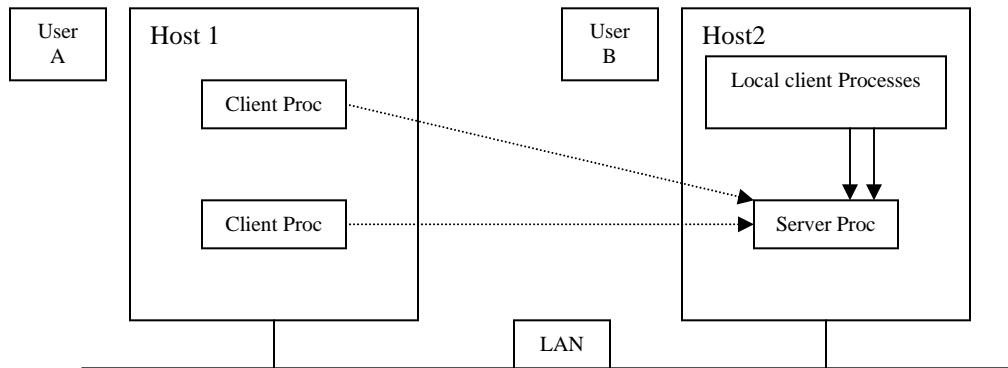 User
A
Host 1
Client Proc
Client Proc
User
B
Host2
Local client Processes
Server Proc
LAN